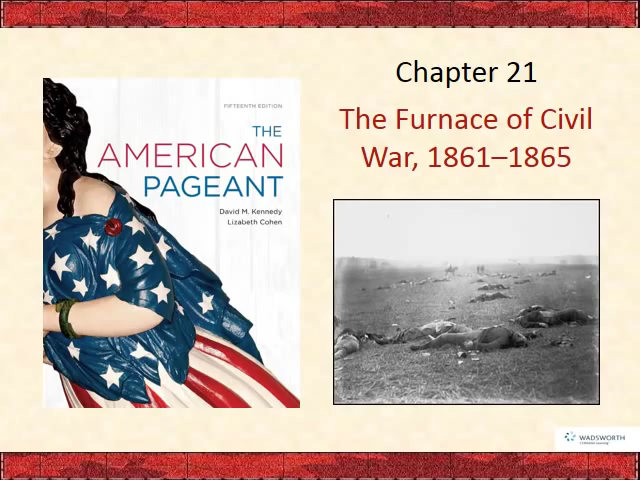 Chapter 21
The Furnace of Civil
War, 1861–1865
FIFTEENTH EDITION
THE
AMERICAN
PAGEANT
David M. Kennedy
Lizabeth Cohen
WADSWORTH